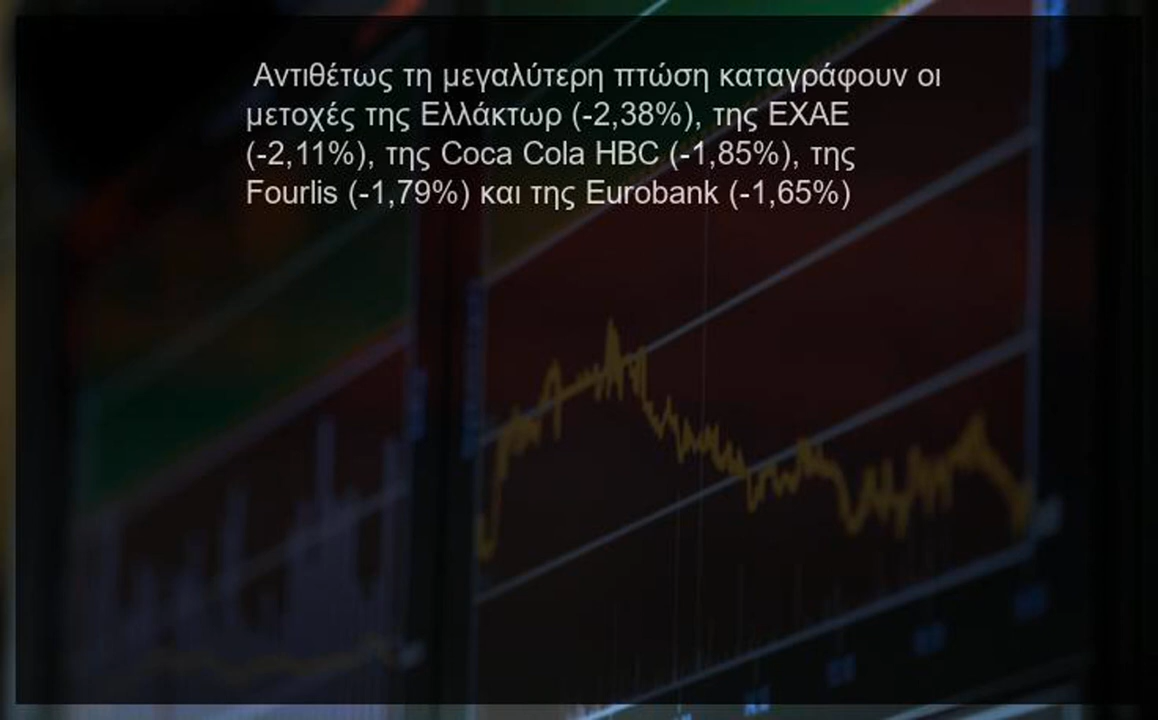 Αντιθέτως τη μεγαλύτερη πτώση καταγράφουν οι
μετοχές της Ελλάκτωρ (-2,38%), της ΕΧΑΕ
(-2,11%), της Coca Cola HBC (-1,85%), της
Fourlis (-1,79%) και της Eurobank (-1,65%)